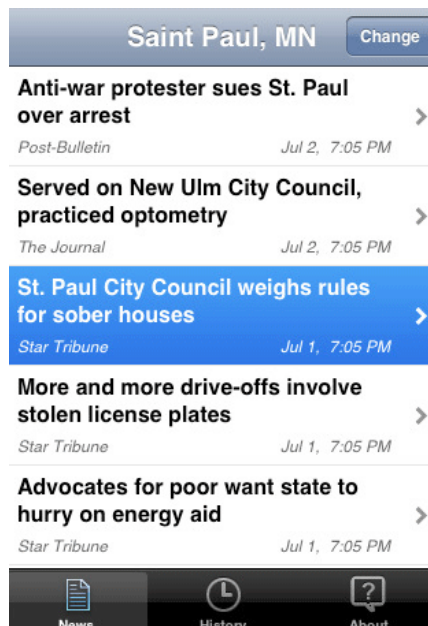 Saint Paul, MN
Change
Anti-war protester sues St. Paul
over arrest
Post-Bulletin Jul 2, 7:05 PM
Served on New Ulm City Council,
practiced optometry
The Journal Jul 2, 7:05 PM
St. Paul City Council weighs rules
for sober houses
Star Tribune Jul 1, 7:05 PM
More and more drive-offs involve
stolen license plates
Star Tribune Jul 1, 7:05 PM
Advocates for poor want state to
hurry on energy aid
Star Tribune Jul 1, 7:05 PM
News History About